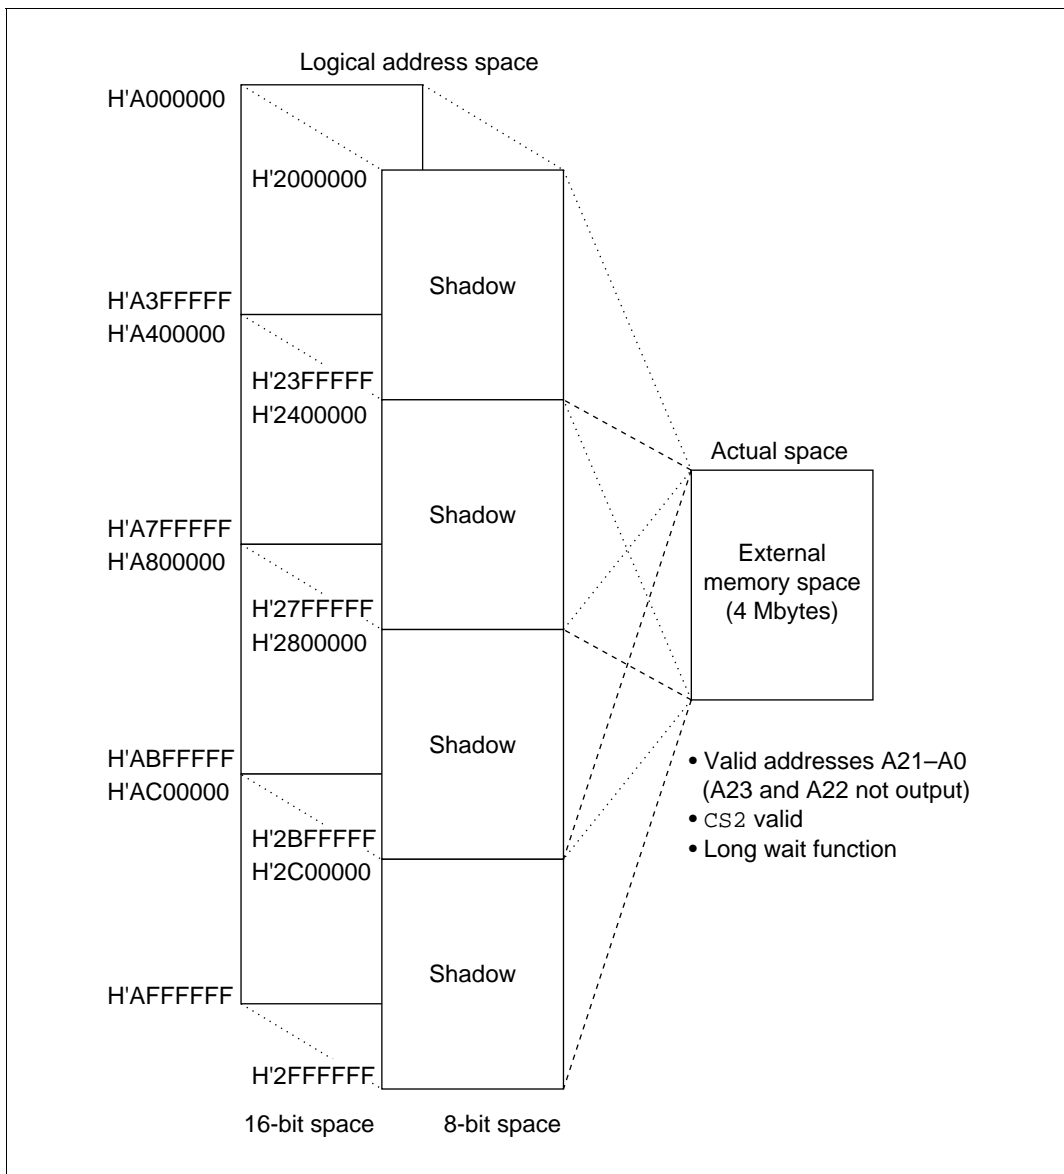 Logical address space
H'A000000
H'2000000
Shadow
H'A3FFFFF
H'A400000
H'23FFFFF
H'2400000
Actual space
Shadow
H'A7FFFFF
H'A800000
External
memory space
(4 Mbytes)
H'27FFFFF
H'2800000
Shadow
H'ABFFFFF
H'AC00000
• Valid addresses A21–A0
(A23 and A22 not output)
• CS2 valid
• Long wait function
H'2BFFFFF
H'2C00000
Shadow
H'AFFFFFF
H'2FFFFFF
16-bit space
8-bit space